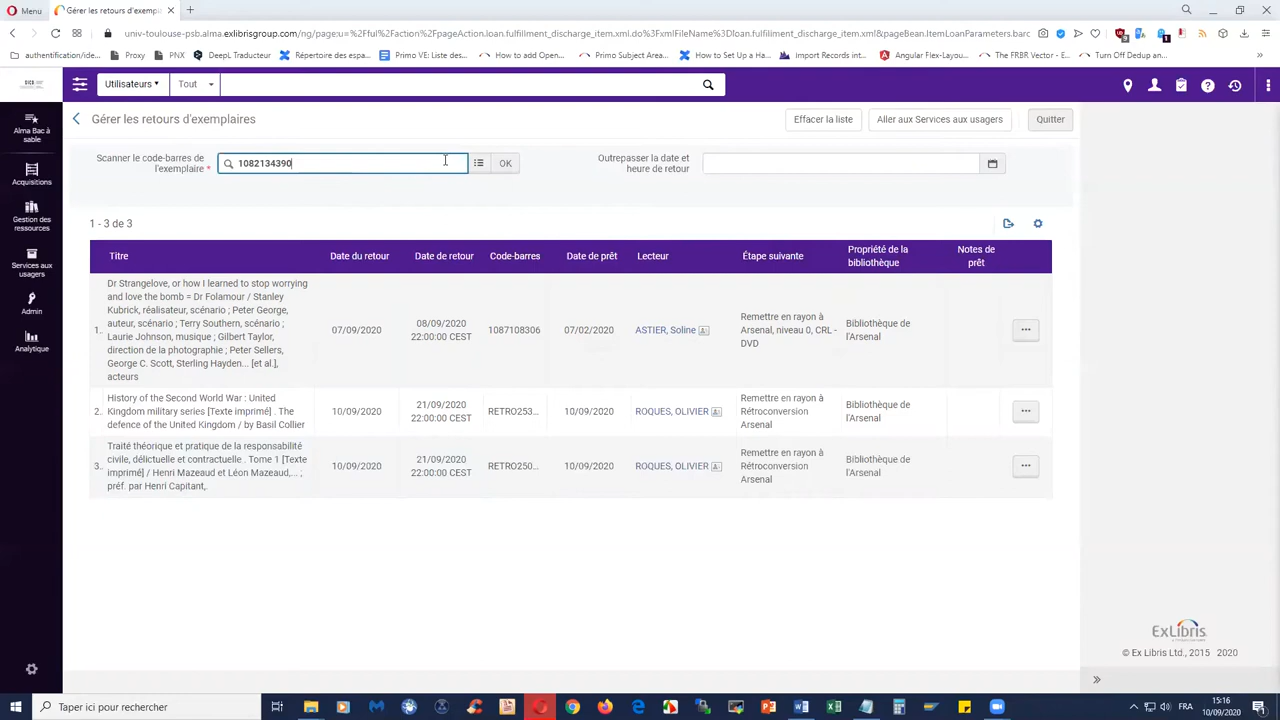 Menu
Gérer les retours d'exempla
univ-toulouse-psb.alma.exlibrisgroup.com/ng/page;u=%2Fful%2Faction%2FpageAction.loan.fulfillment_discharge_item.xml.do%3FxmlFileName%3Dloan.fulfillment_discharge_item.xml&pageBean.ItemLoanParameters.barc
authentification/ide...
Proxy
PNX
DeepL Traducteur
Répertoire des espa...
Primo VE: Liste des...
How to add Open...
Primo Subject Area...
How to Set Up a Ha...
Import Records int...
Angular Flex-Layou...
The FRBR Vector - E...
Turn Off Dedup an...
Utilisateurs
Tout
Gérer les retours d'exemplaires
Effacer la liste
Aller aux Services aux usagers
Quitter
Alma Bac à sable
Acquisitions
Gestion des ressources
Services aux usagers
Admin
Analytique
Scanner le code-barres de
l'exemplaire *
1082134390
OK
Outrepasser la date et
heure de retour
1 - 3 de 3
Titre
Date du retour
Date de retour
Code-barres
Date de prêt
Lecteur
Étape suivante
Propriété de la
bibliothèque
Notes de
prêt
1.
Dr Strangelove, or how I learned to stop worrying
and love the bomb = Dr Folamour / Stanley
Kubrick, réalisateur, scénario ; Peter George,
auteur, scénario ; Terry Southern, scénario ;
Laurie Johnson, musique ; Gilbert Taylor,
direction de la photographie ; Peter Sellers,
George C. Scott, Sterling Hayden... [et al.],
acteurs
07/09/2020
08/09/2020
22:00:00 CEST
1087108306
07/02/2020
ASTIER, Soline
Remettre en rayon à
Arsenal, niveau 0, CRL -
DVD
Bibliothèque de
l'Arsenal
2.
History of the Second World War : United
Kingdom military series [Texte imprimé] . The
defence of the United Kingdom / by Basil Collier
10/09/2020
21/09/2020
22:00:00 CEST
RETRO253...
10/09/2020
ROQUES, OLIVIER
Remettre en rayon à
Rétroconversion
Arsenal
Bibliothèque de
l'Arsenal
3.
Traité théorique et pratique de la responsabilité
civile, délictuelle et contractuelle . Tome 1 [Texte
imprimé] / Henri Mazeaud et Léon Mazeaud,... ;
préf. par Henri Capitant,.
10/09/2020
21/09/2020
22:00:00 CEST
RETRO250...
10/09/2020
ROQUES, OLIVIER
Remettre en rayon à
Rétroconversion
Arsenal
Bibliothèque de
l'Arsenal
ExLibris
© Ex Libris Ltd., 2015 2020
Taper ici pour rechercher
FRA
15:16
10/09/2020